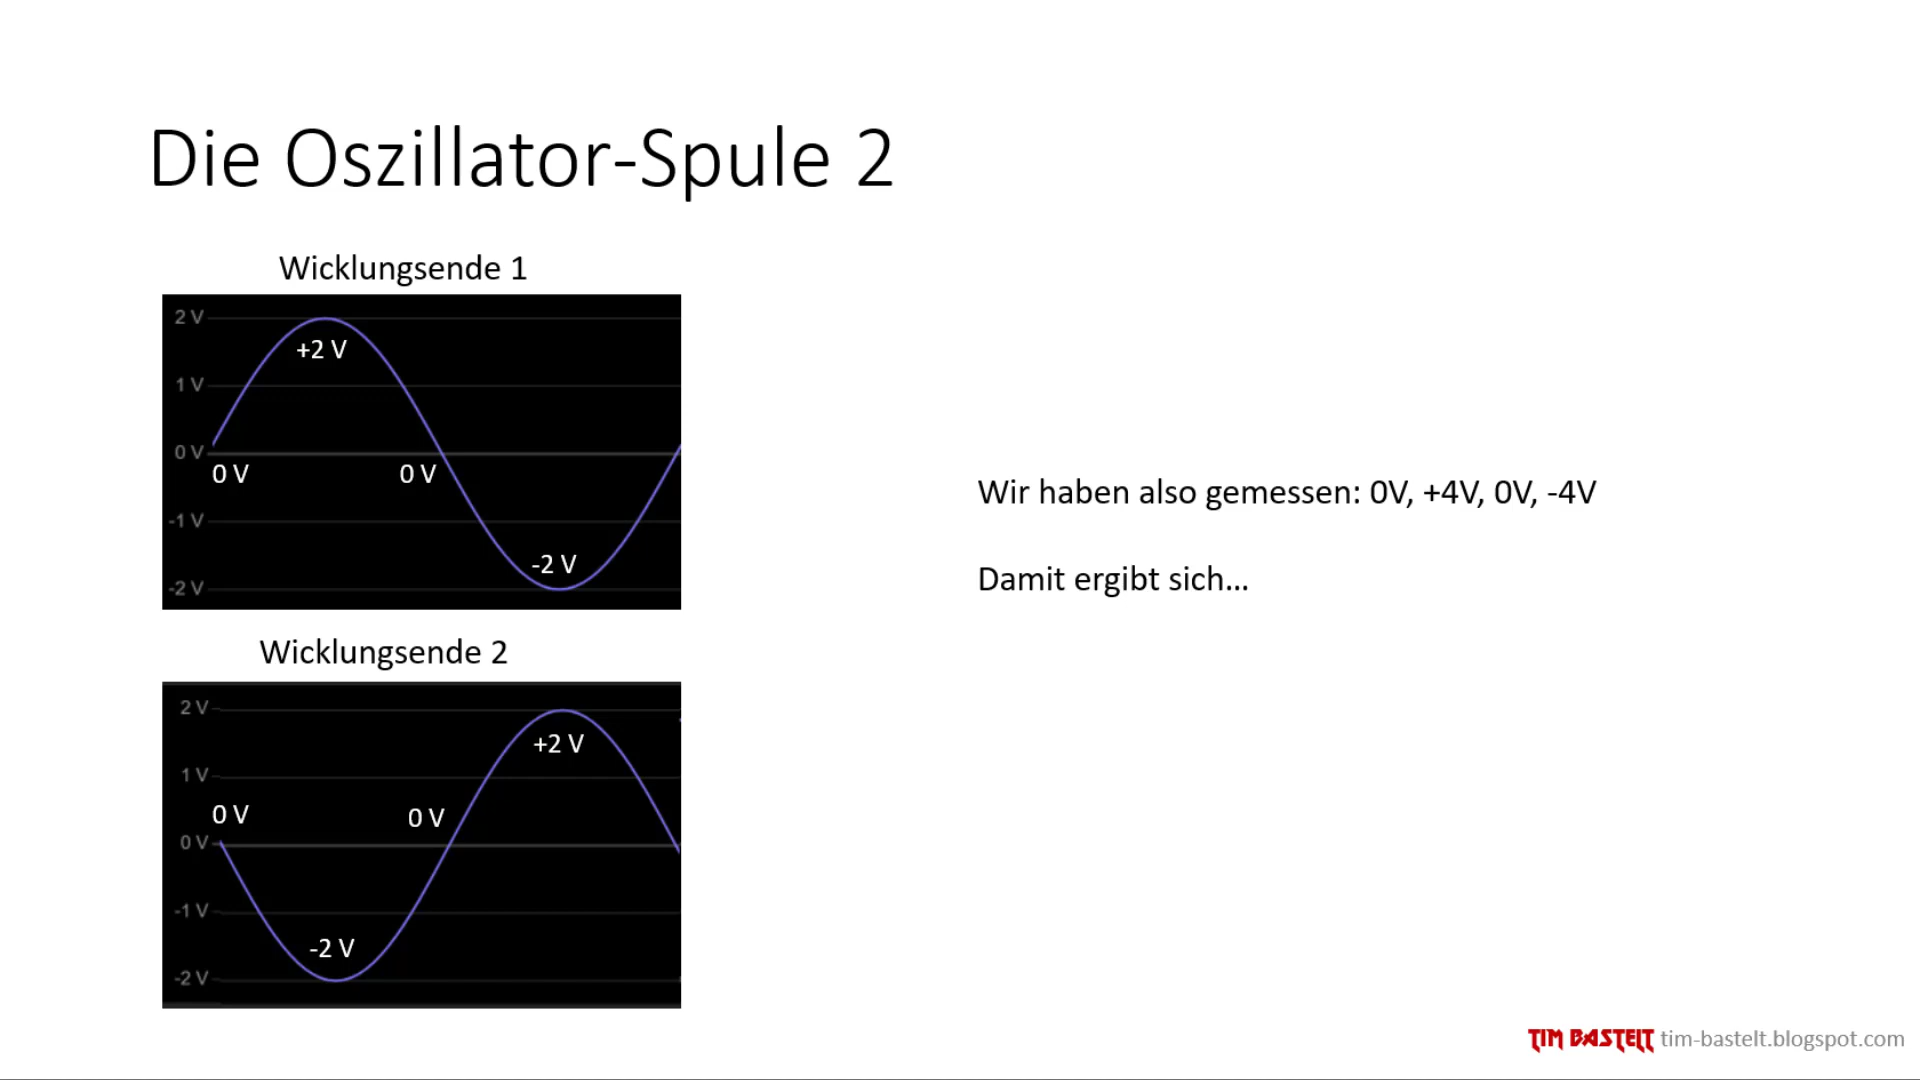 Die Oszillator-Spule 2
Wicklungsende 1
2 V
+2 V
1 V
0 V
0 V
0 V
-1 V
-2 V
-2 V
Wicklungsende 2
2 V
+2 V
1 V
0 V
0 V
0 V
-1 V
-2 V
-2 V
Wir haben also gemessen: 0V, +4V, 0V, -4V
Damit ergibt sich...
TIM BASTELT tim-bastelt.blogspot.com